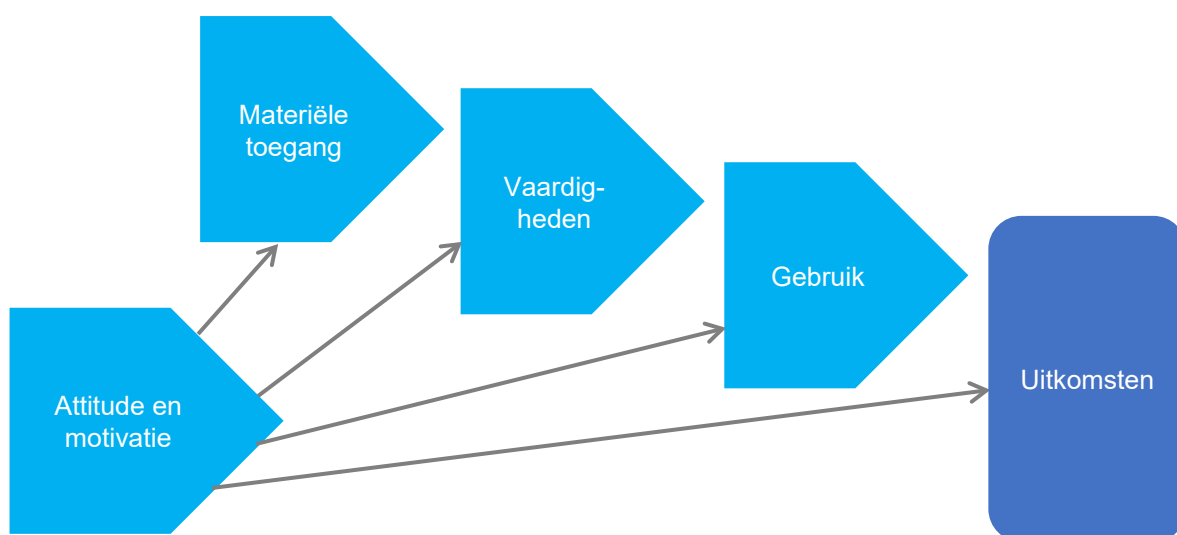 Materiële
toegang
Vaardig-
heden
Gebruik
Attitude en
motivatie
Uitkomsten